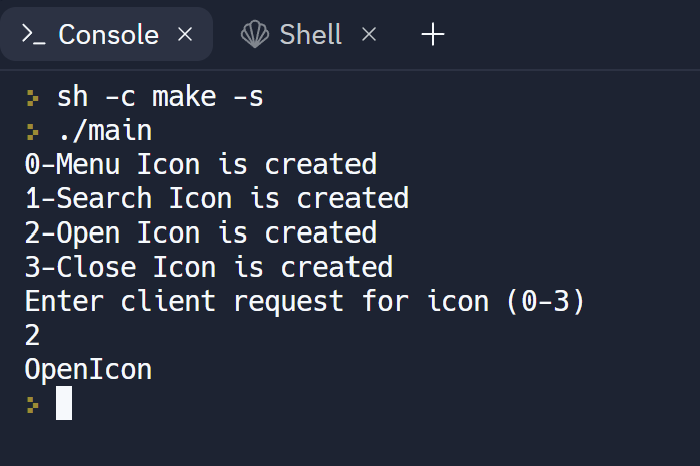 >_ Console × Shell × +
> sh -c make -s
> ./main
0-Menu Icon is created
1-Search Icon is created
2-Open Icon is created
3-Close Icon is created
Enter client request for icon (0-3)
2
OpenIcon
>